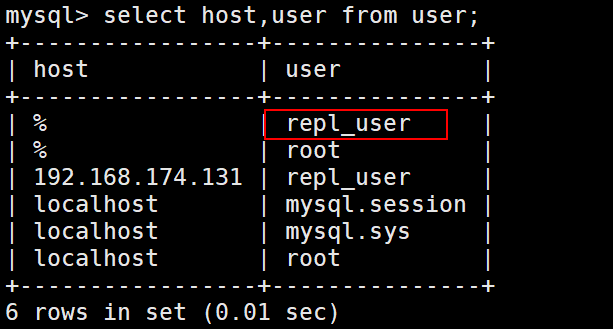 mysql> select host,user from user;
+-----------------+---------------+
| host            | user          |
+-----------------+---------------+
| %               | repl_user     |
| %               | root          |
| 192.168.174.131 | repl_user     |
| localhost       | mysql.session |
| localhost       | mysql.sys     |
| localhost       | root          |
+-----------------+---------------+
6 rows in set (0.01 sec)